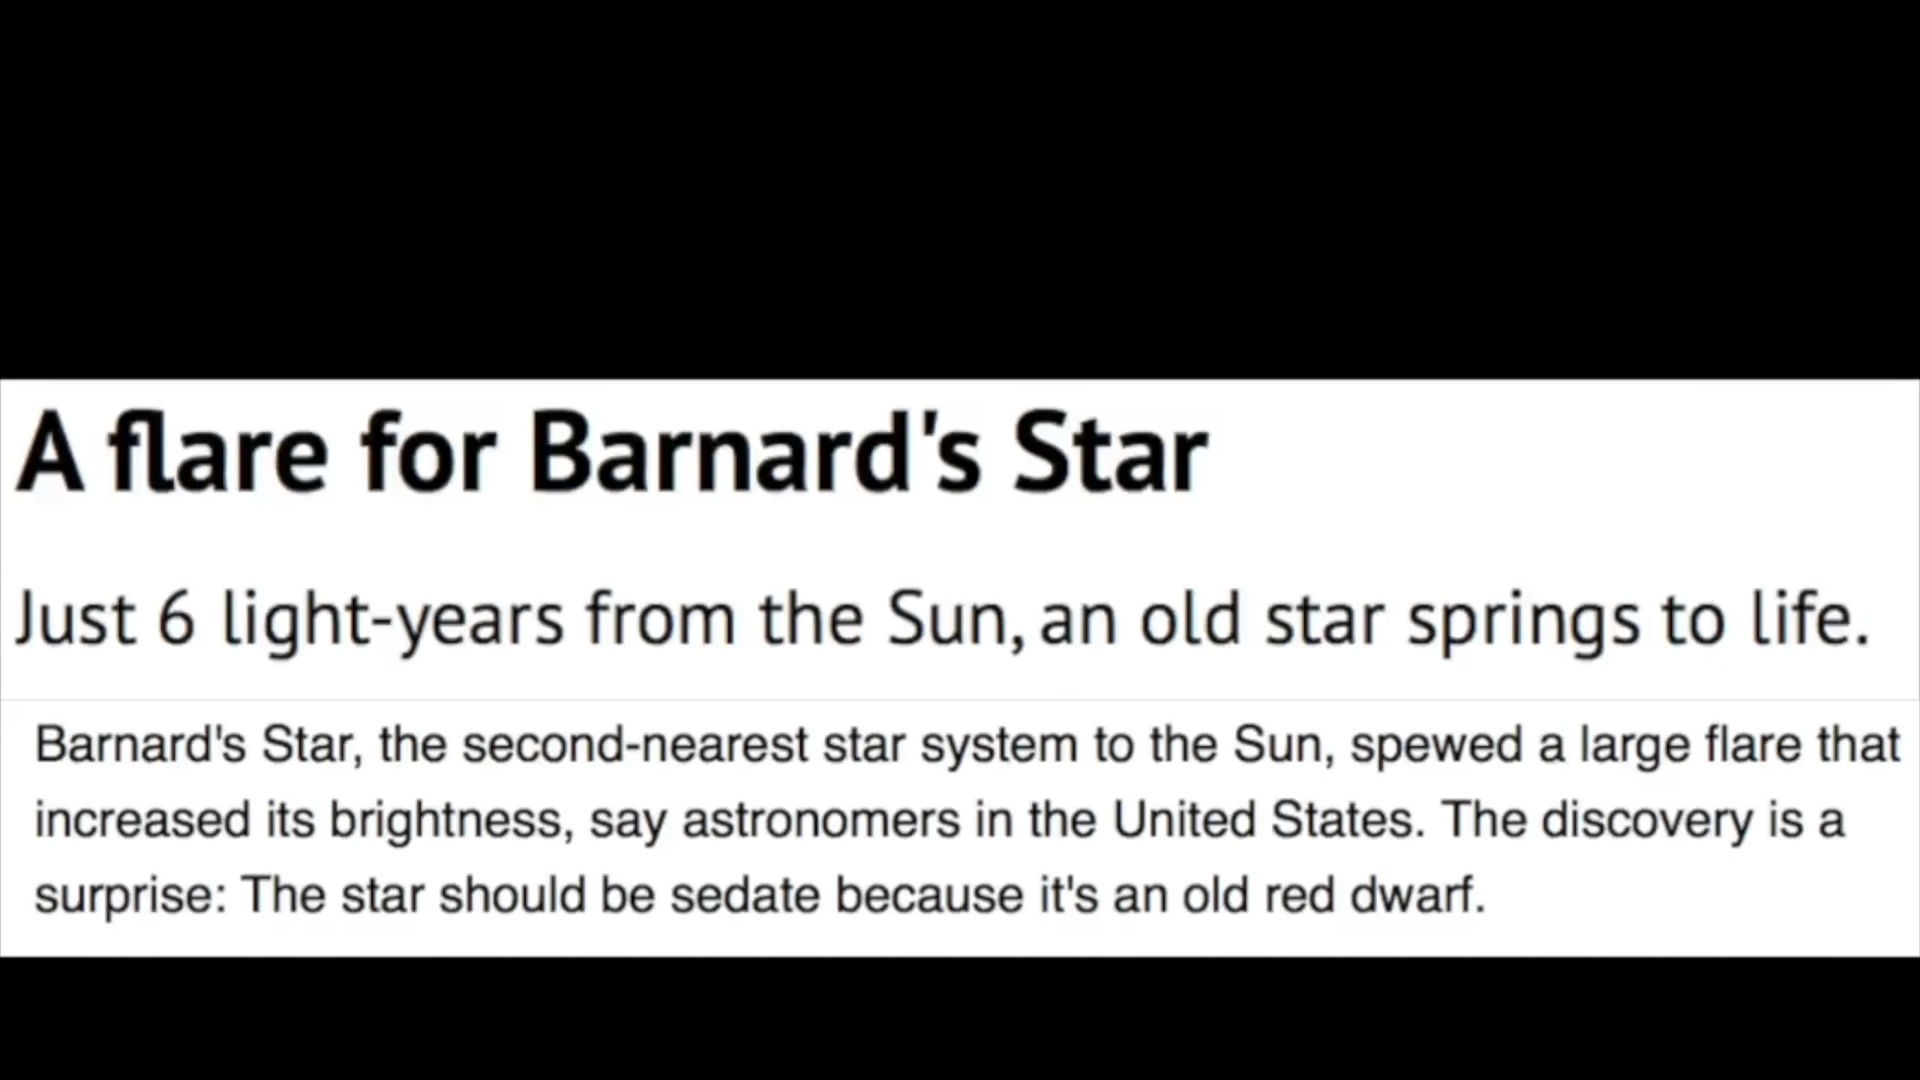 A flare for Barnard's Star
Just 6 light-years from the Sun, an old star springs to life.
Barnard's Star, the second-nearest star system to the Sun, spewed a large flare that
increased its brightness, say astronomers in the United States. The discovery is a
surprise: The star should be sedate because it's an old red dwarf.